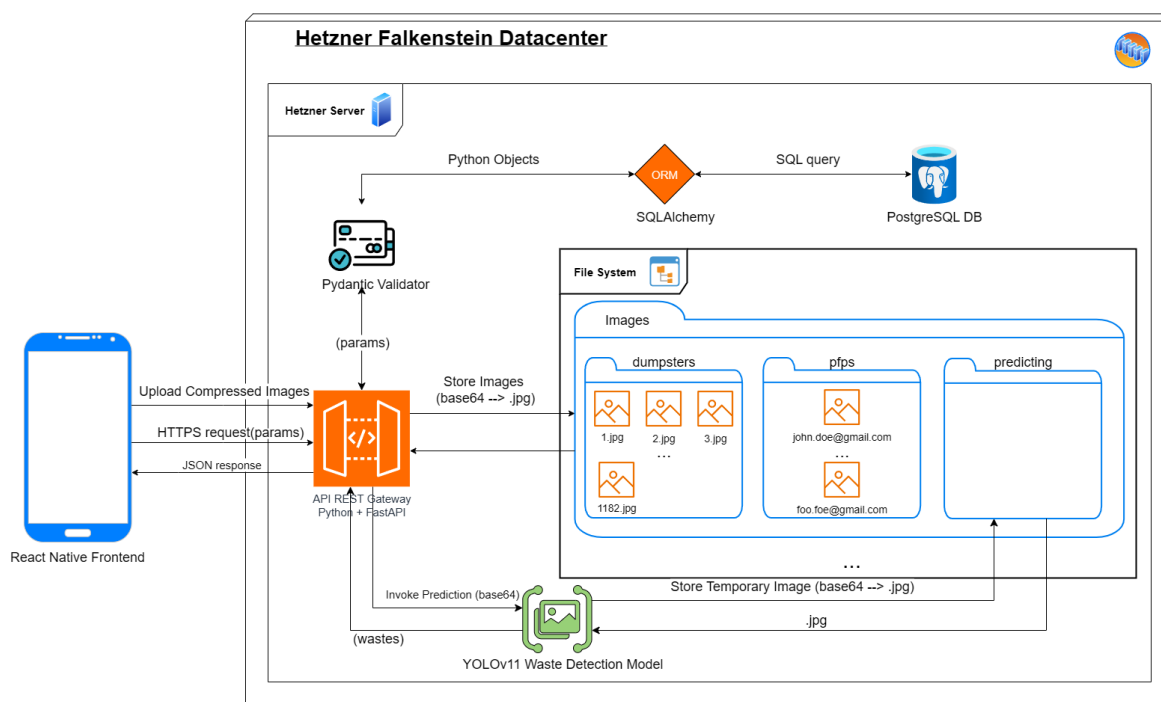 Hetzner Falkenstein Datacenter
Hetzner Server
Python Objects
ORM
SQL query
SQLAlchemy
PostgreSQL DB
Pydantic Validator
File System
Images
(params)
dumpsters
pfps
predicting
Upload Compressed Images
Store Images
(base64 --> .jpg)
1.jpg
2.jpg
3.jpg
...
john.doe@gmail.com
...
HTTPS request(params)
JSON response
API REST Gateway
Python + FastAPI
1182.jpg
foo.foe@gmail.com
React Native Frontend
...
Store Temporary Image (base64 --> .jpg)
Invoke Prediction (base64)
.jpg
(wastes)
YOLOv11 Waste Detection Model